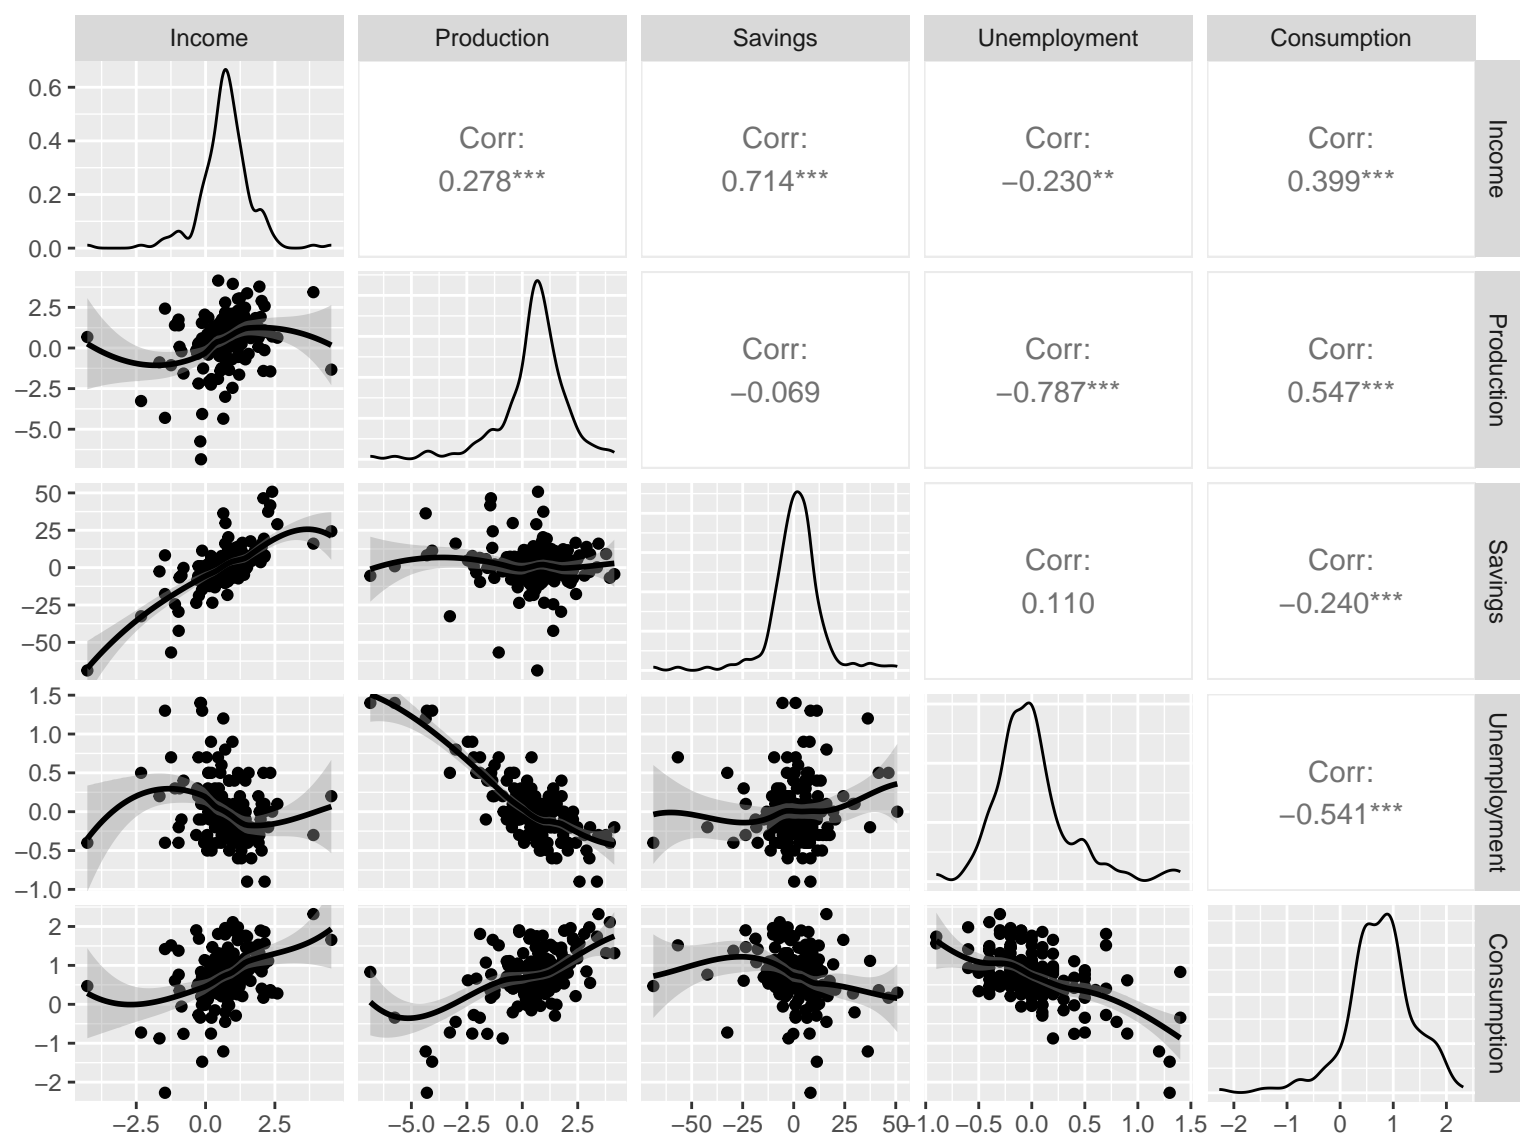 Income Production Savings Unemployment Consumption
0.6
0.4
0.2
0.0
Corr:
0.278***
Corr:
0.714***
Corr:
−0.230**
Corr:
0.399***
Income
2.5
0.0
−2.5
−5.0
Corr:
−0.069
Corr:
−0.787***
Corr:
0.547***
Production
50
25
0
−25
−50
Corr:
0.110
Corr:
−0.240***
Savings
1.5
1.0
0.5
0.0
−0.5
−1.0
Corr:
−0.541***
Unemployment
2
1
0
−1
−2
Consumption
−2.5 0.0 2.5 −5.0 −2.5 0.0 2.5 −50 −25 0 25 50 −1.0 −0.5 0.0 0.5 1.0 1.5 −2 −1 0 1 2